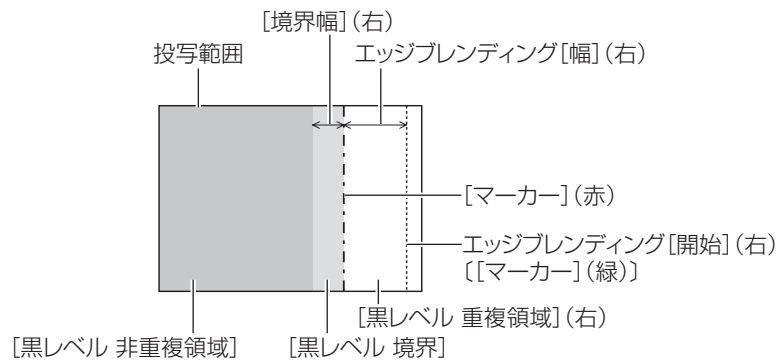 [境界幅](右)
投写範囲
エッジブレンディング[幅](右)
[マーカー](赤)
エッジブレンディング[開始](右)
〔[マーカー](緑)〕
[黒レベル 重複領域](右)
[黒レベル 非重複領域]
[黒レベル 境界]